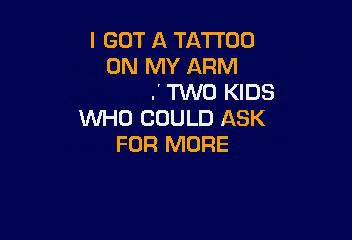 I GOT A TATTOO
ON MY ARM
TWO KIDS
WHO COULD ASK
FOR MORE